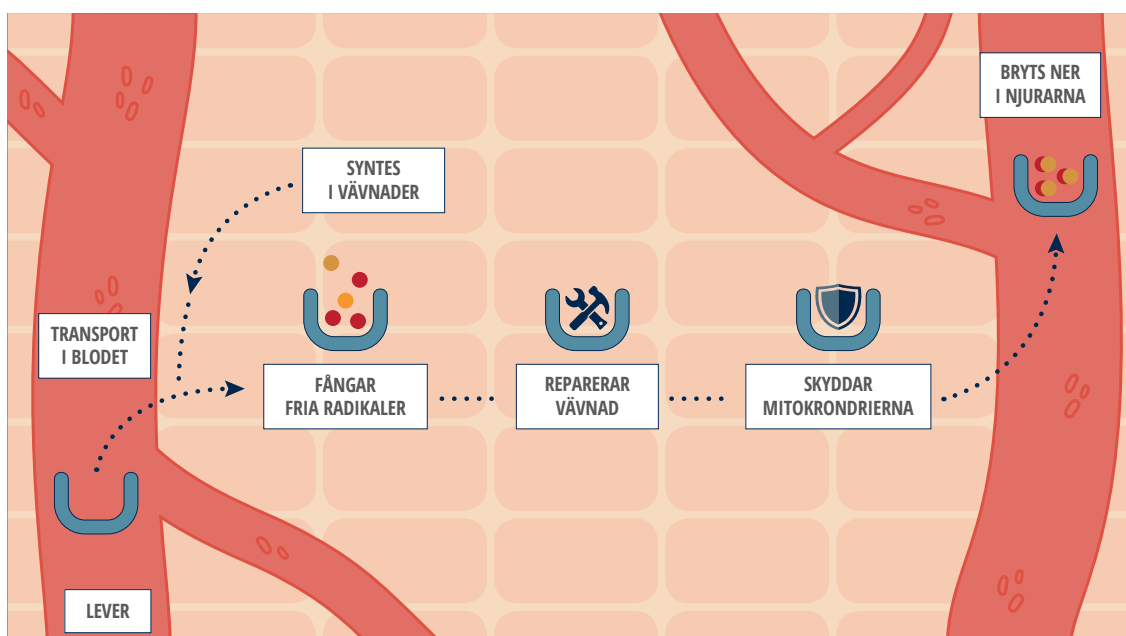 BRYTS NER
I NJURARNA
SYNTES
I VÄVNADER
TRANSPORT
I BLODET
FÅNGAR
FRIA RADIKALER
REPARERAR
VÄVNAD
SKYDDAR
MITOKRONDRIERNA
LEVER